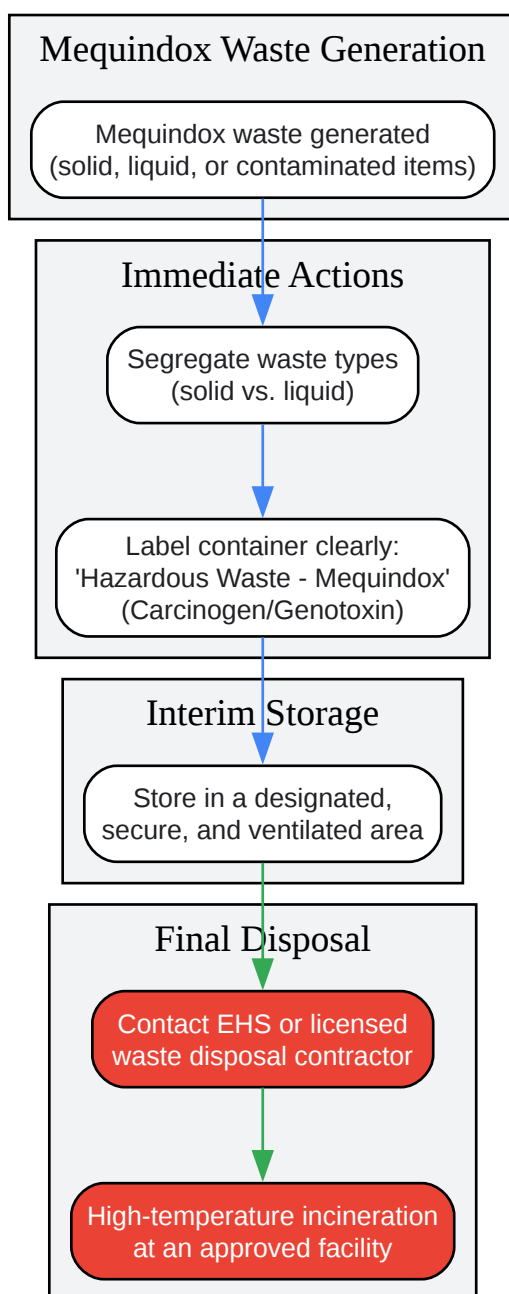 Mequindox Waste Generation
Mequindox waste generated
(solid, liquid, or contaminated items)
Immediate Actions
Segregate waste types
(solid vs. liquid)
Label container clearly:
'Hazardous Waste - Mequindox'
(Carcinogen/Genotoxin)
Interim Storage
Store in a designated,
secure, and ventilated area
Final Disposal
Contact EHS or licensed
waste disposal contractor
High-temperature incineration
at an approved facility